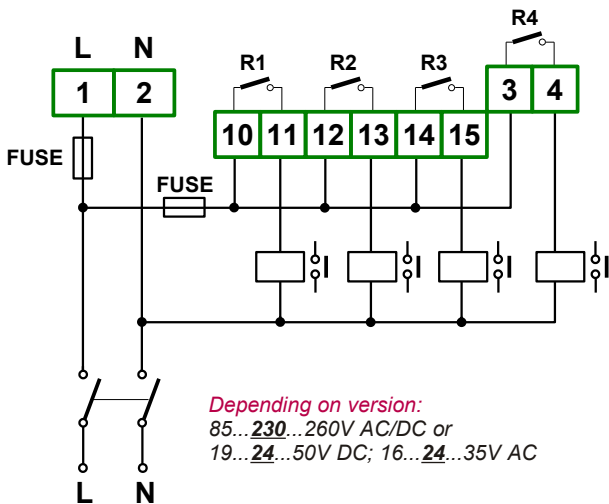 R4
L N
R1 R2 R3
1 2
3 4
10 11 12 13 14 15
FUSE
FUSE
I I I I
Depending on version:
85...230...260V AC/DC or
19...24...50V DC; 16...24...35V AC
L N